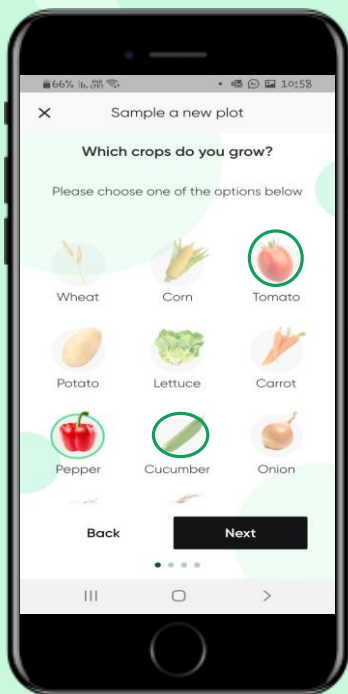 66% 10:58
Sample a new plot
Which crops do you grow?
Please choose one of the options below
Wheat Corn Tomato
Potato Lettuce Carrot
Pepper Cucumber Onion
Back Next